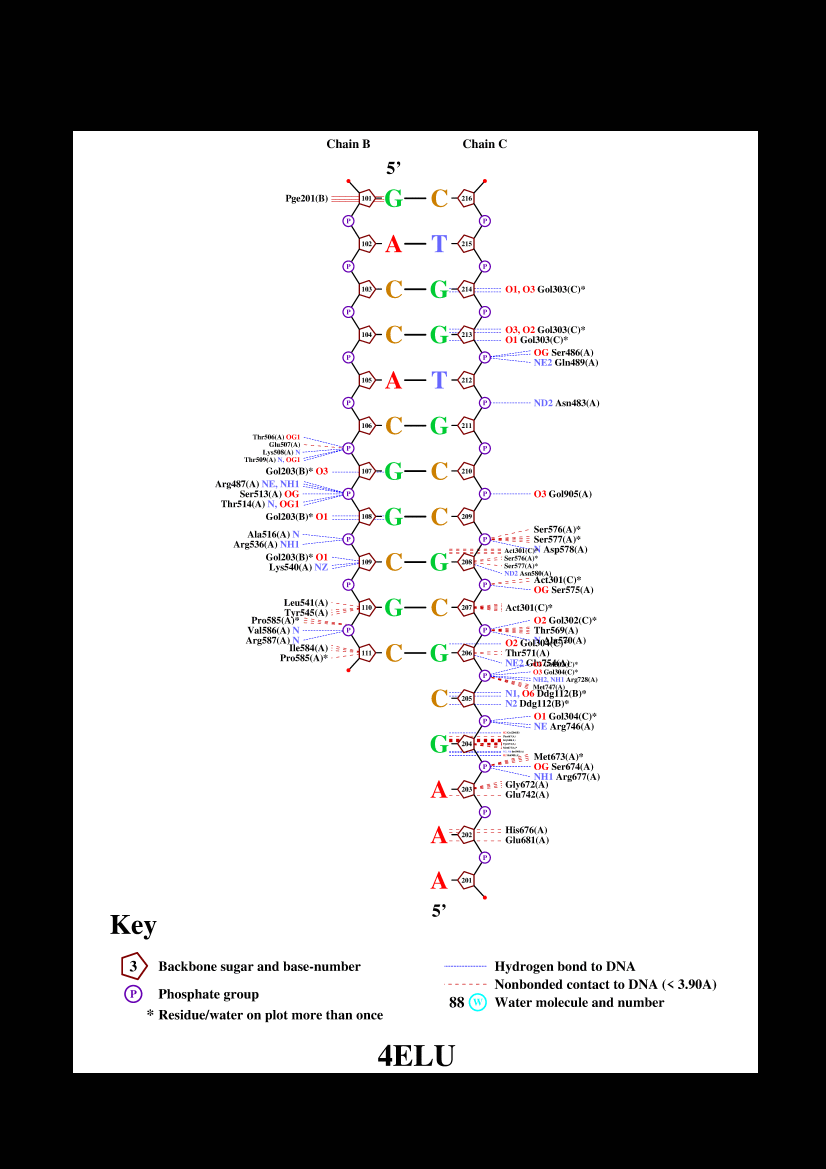 Chain B Chain C
5’
Pge201(B) 101 G C 216
P P
102 A T 215
P P
103 C G 214 O1, O3 Gol303(C)*
P P
O3, O2 Gol303(C)*
104 C G 213
O1 Gol303(C)*
OG Ser486(A)
P P
NE2 Gln489(A)
105 A T 212
P P ND2 Asn483(A)
106 C G 211
Thr506(A) OG1
Glu507(A)
P P
Lys508(A) N
Thr509(A) N, OG1
Gol203(B)* O3 107 G C 210
Arg487(A) NE, NH1
Ser513(A) OG P P O3 Gol905(A)
Thr514(A) N, OG1
Gol203(B)* O1 108 G C 209
Ser576(A)*
Ala516(A) N P P Ser577(A)*
Arg536(A) NH1 N Asp578(A)
Act301(C)*
Gol203(B)* O1 Ser576(A)*
109 C G 208
Lys540(A) NZ Ser577(A)*
ND2 Asn580(A)
Act301(C)*
P P
OG Ser575(A)
Leu541(A)
110 G C 207 Act301(C)*
Tyr545(A)
Pro585(A)* O2 Gol302(C)*
Val586(A) N P P Thr569(A)
Arg587(A) N N Ala570(A)
O2 Gol304(C)*
Ile584(A)
111 C G 206 Thr571(A)
Pro585(A)*
NE2 Gln754(A)
O3 Gol304(C)*
P NH2, NH1 Arg728(A)
Met747(A)
N1, O6 Ddg112(B)*
C 205
N2 Ddg112(B)*
O1 Gol304(C)*
P
NE Arg746(A)
G 204
Met673(A)*
P OG Ser674(A)
NH1 Arg677(A)
Gly672(A)
A 203
Glu742(A)
P
His676(A)
A 202
Glu681(A)
P
A 201
5’
Key
3 Backbone sugar and base-number
P Phosphate group
* Residue/water on plot more than once
Hydrogen bond to DNA
Nonbonded contact to DNA (< 3.90A)
88 W Water molecule and number
4ELU